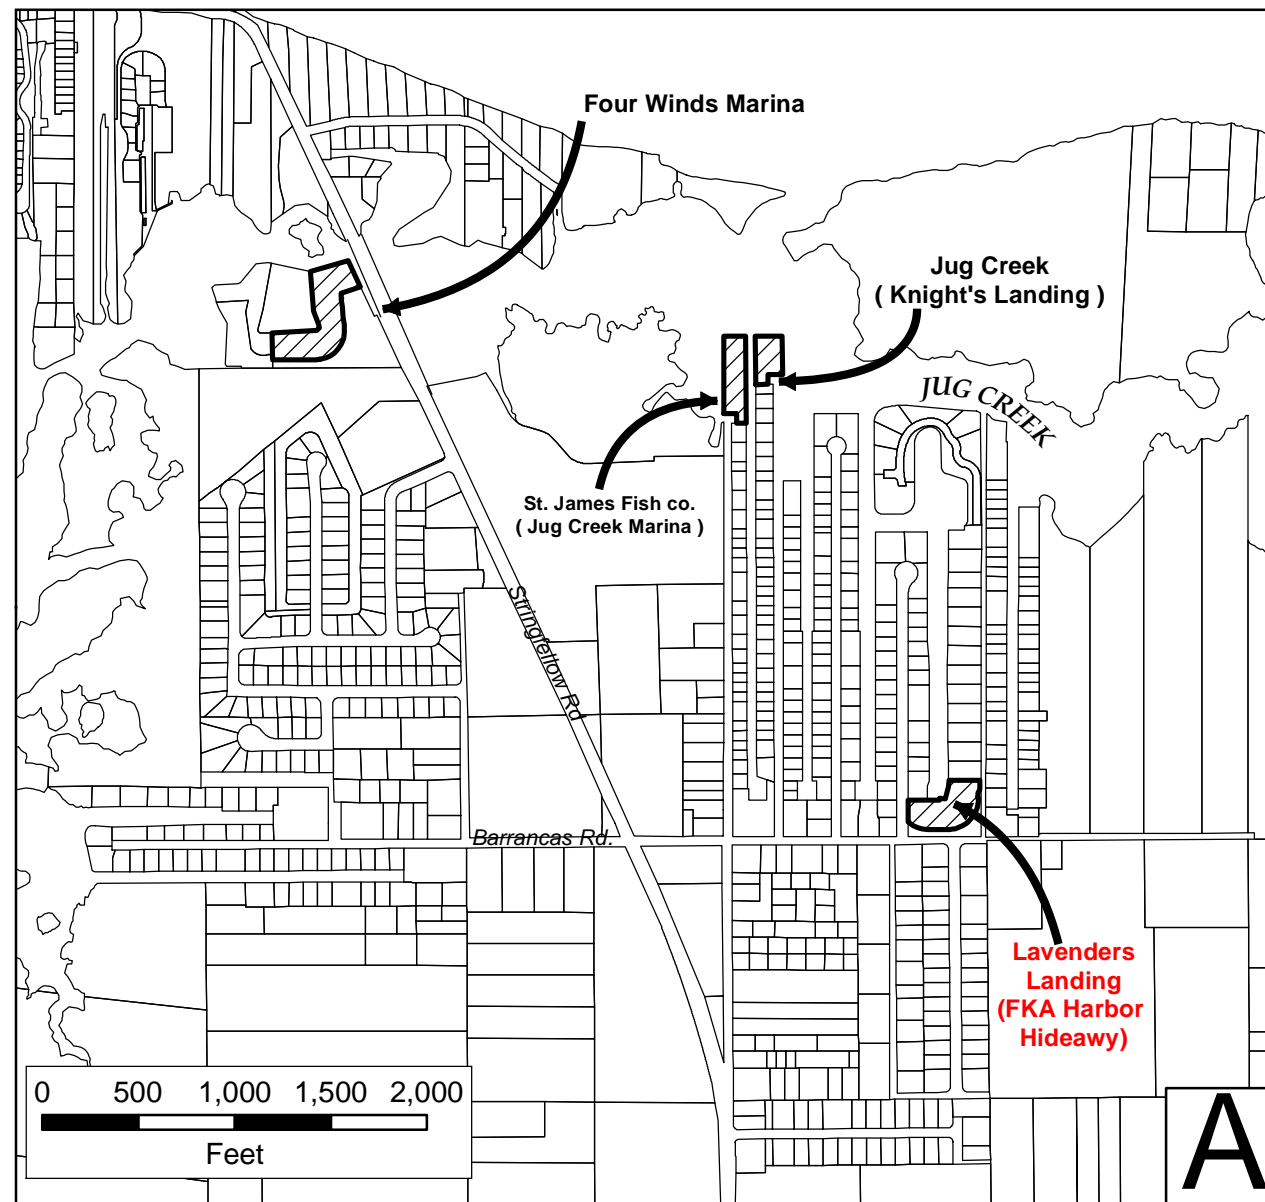 Four Winds Marina
Jug Creek
( Knight's Landing )
JUG CREEK
St. James Fish co.
( Jug Creek Marina )
Stringfellow Rd
Barrancas Rd.
Lavenders
Landing
(FKA Harbor
Hideawy)
0 500 1,000 1,500 2,000
Feet
A